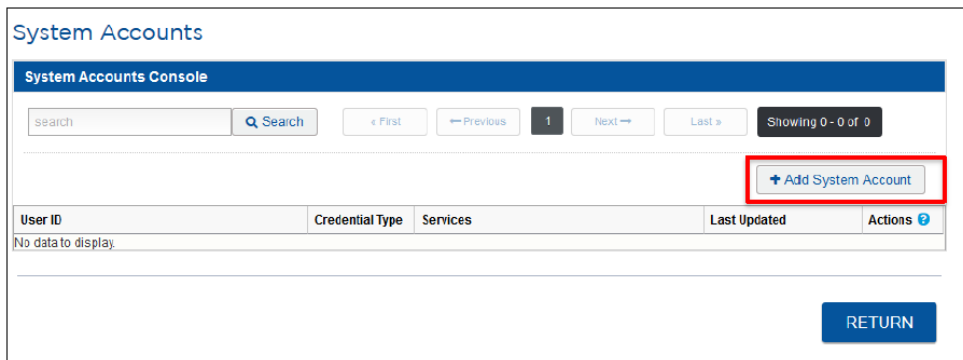 System Accounts
System Accounts Console
search Search « First ←Previous 1 Next→ Last » Showing 0 - 0 of 0
+ Add System Account
User ID Credential Type Services Last Updated Actions ?
No data to display.
RETURN